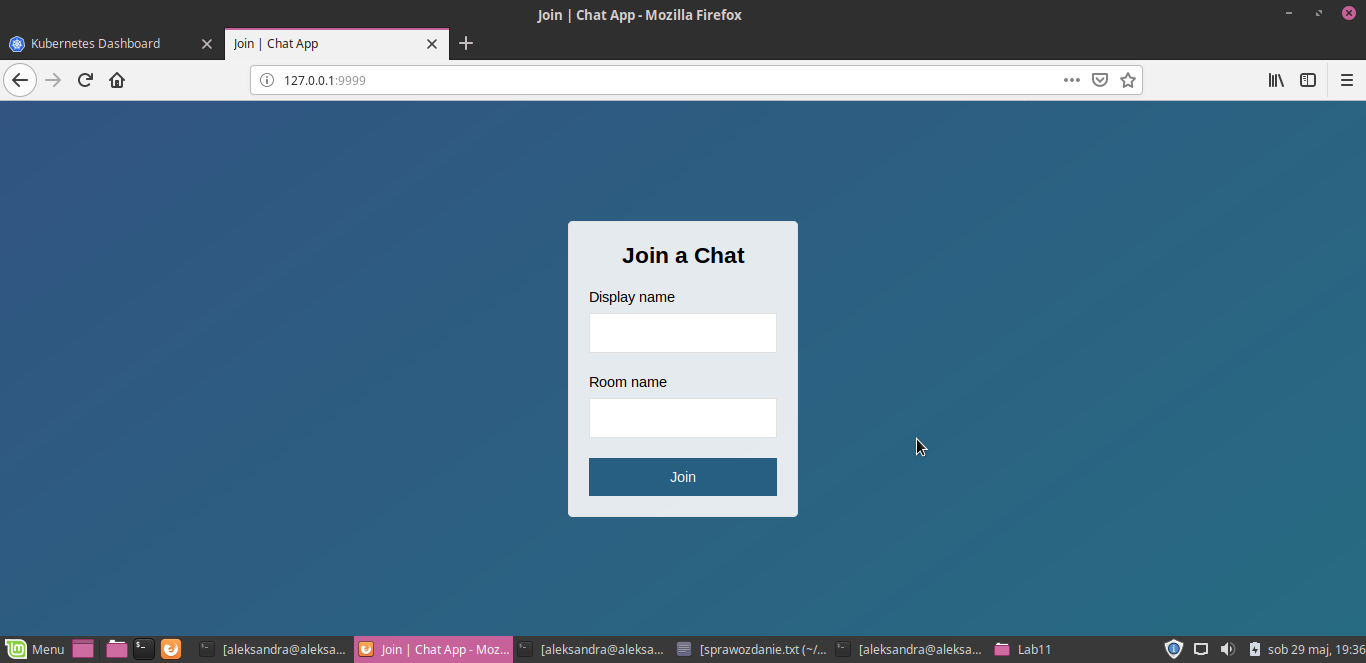 Join | Chat App - Mozilla Firefox
Kubernetes Dashboard
Join | Chat App
127.0.0.1:9999
Join a Chat
Display name
Room name
Join
Menu
[aleksandra@aleksa...
Join | Chat App - Moz...
[aleksandra@aleksa...
[sprawozdanie.txt (~/...
[aleksandra@aleksa...
Lab11
sob 29 maj, 19:36